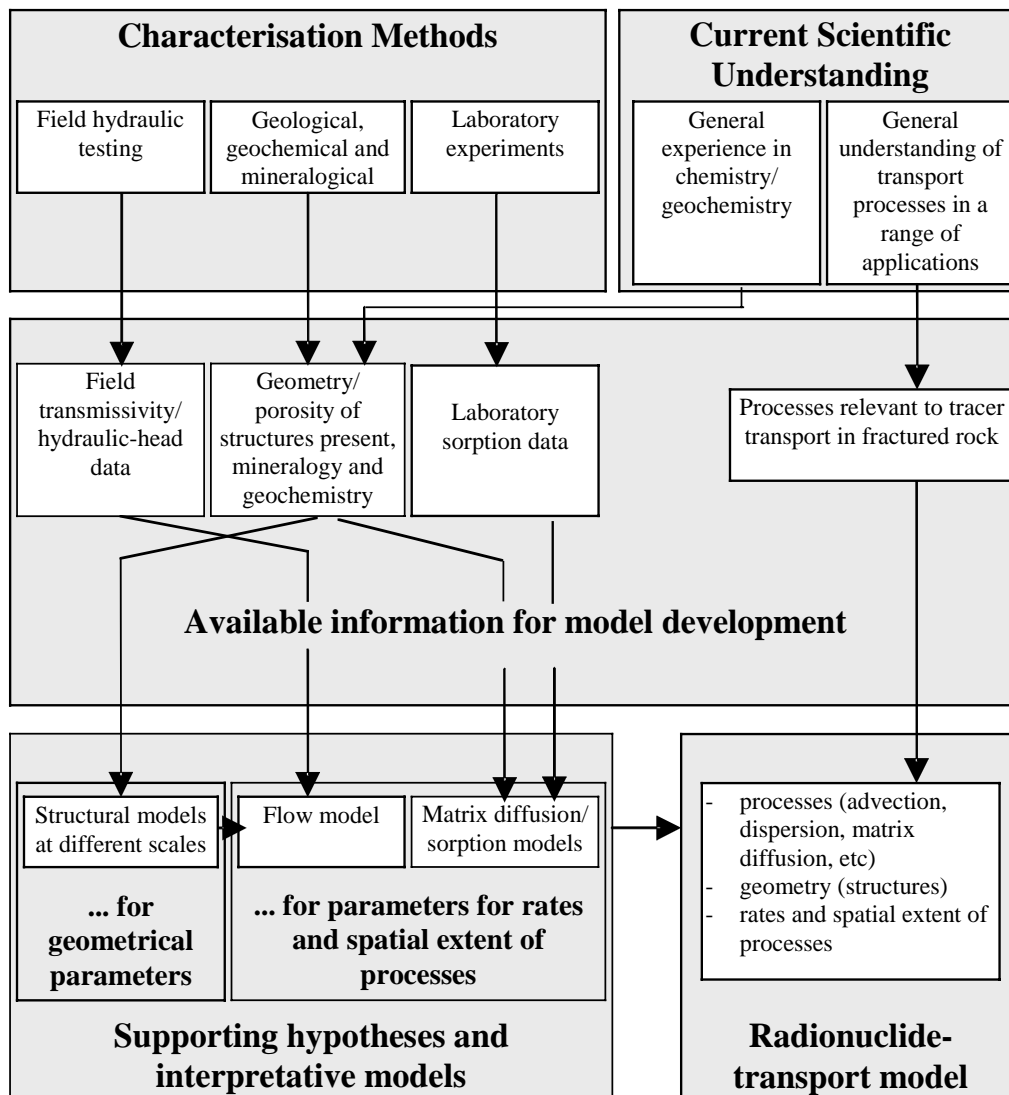 Characterisation Methods
Field hydraulic
testing
Geological,
geochemical and
mineralogical
Laboratory
experiments
Current Scientific
Understanding
General
experience in
chemistry/
geochemistry
General
understanding of
transport
processes in a
range of
applications
Field
transmissivity/
hydraulic-head
data
Geometry/
porosity of
structures present,
mineralogy and
geochemistry
Laboratory
sorption data
Processes relevant to tracer
transport in fractured rock
Available information for model development
Structural models
at different scales
... for
geometrical
parameters
Flow model
Matrix diffusion/
sorption models
... for parameters for rates
and spatial extent of
processes
Supporting hypotheses and
interpretative models
- processes (advection,
dispersion, matrix
diffusion, etc)
- geometry (structures)
- rates and spatial extent of
processes
Radionuclide-
transport model